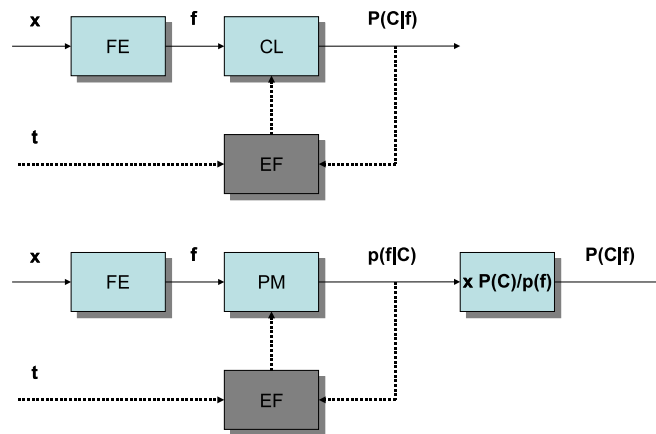 x f P(C|f)
FE CL
t
EF
x f p(f|C) P(C|f)
FE PM x P(C)/p(f)
t
EF